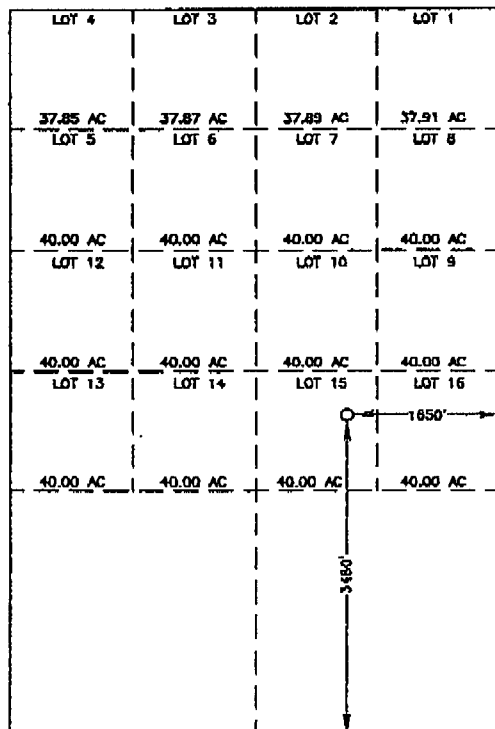 LOT 4 LOT 3 LOT 2 LOT 1
37.85 AC 37.87 AC 37.89 AC 37.91 AC
LOT 5 LOT 6 LOT 7 LOT 8
40.00 AC 40.00 AC 40.00 AC 40.00 AC
LOT 12 LOT 11 LOT 10 LOT 9
40.00 AC 40.00 AC 40.00 AC 40.00 AC
LOT 13 LOT 14 LOT 15 LOT 16
1650'
40.00 AC 40.00 AC 40.00 AC 40.00 AC